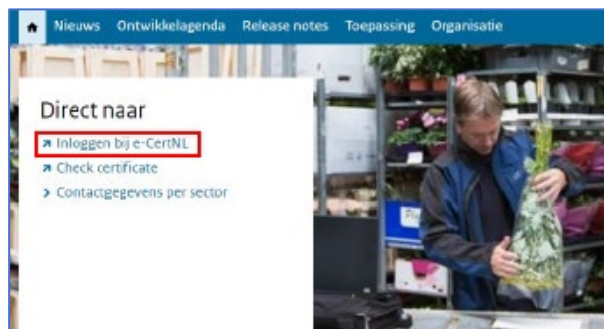 Nieuws Ontwikkelagenda Release notes Toepassing Organisatie
Direct naar
Inloggen bij e-CertNL
Check certificate
Contactgegevens per sector